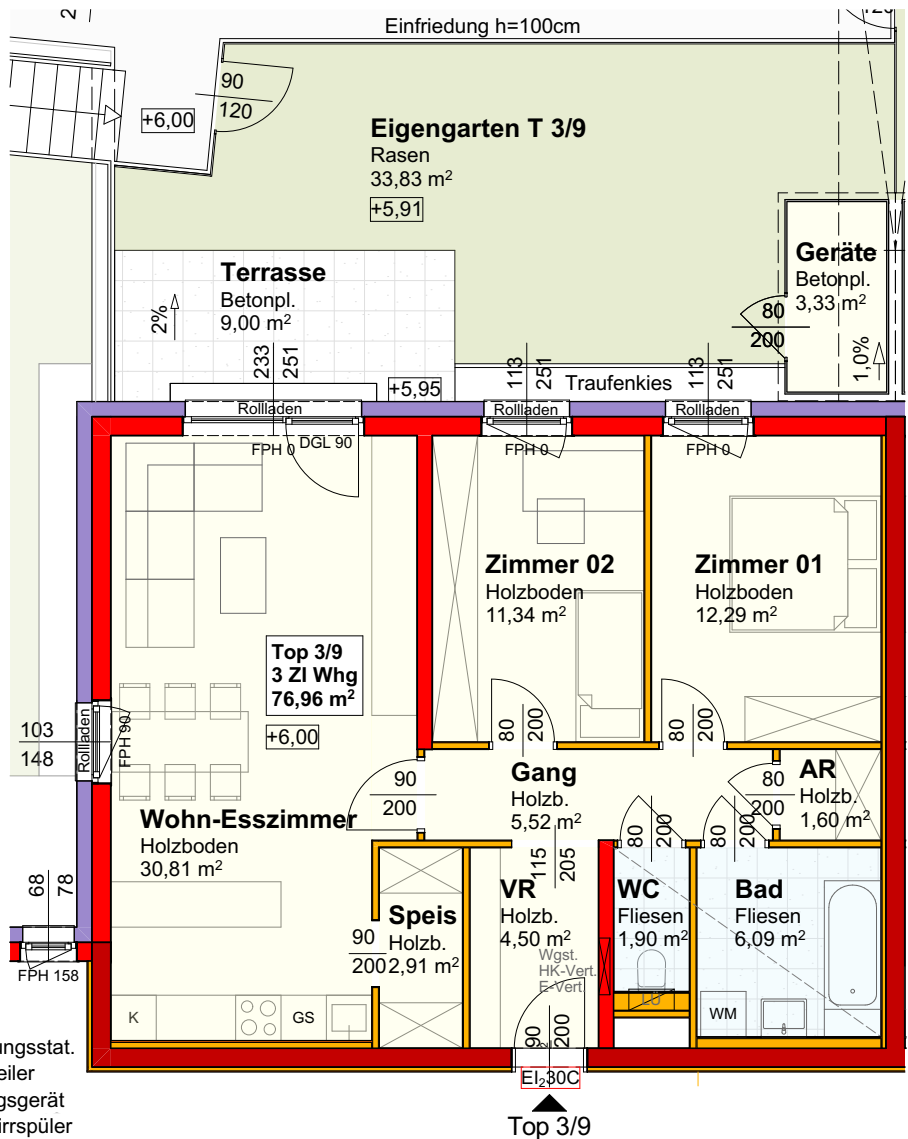 2
Einfriedung h=100cm
120
90
120
+6,00
Eigengarten T 3/9
Rasen
33,83 m²
+5,91
Terrasse
Betonpl.
9,00 m²
2%
Geräte
Betonpl.
3,33 m²
80
200
1,0%
233
251
113
251
113
251
+5,95
Traufenkies
Rollladen
Rollladen
Rollladen
FPH 0
DGL 90
FPH 0
FPH 0
Zimmer 02
Holzboden
11,34 m²
Zimmer 01
Holzboden
12,29 m²
Top 3/9
3 ZI Whg
76,96 m²
+6,00
103
148
Rollladen
FPH 90
80
200
80
200
90
200
Gang
Holzb.
5,52 m²
80
200
AR
Holzb.
1,60 m²
Wohn-Esszimmer
Holzboden
30,81 m²
115
205
80
200
80
200
68
78
FPH 158
Speis
Holzb.
2,91 m²
90
200
VR
Holzb.
4,50 m²
Wgst.
HK-Vert.
E-Vert
WC
Fliesen
1,90 m²
LÜ
Bad
Fliesen
6,09 m²
K
GS
WM
90
200
2
EI₂30C
Top 3/9
ungsstat.
eiler
gsgerät
irrspüler